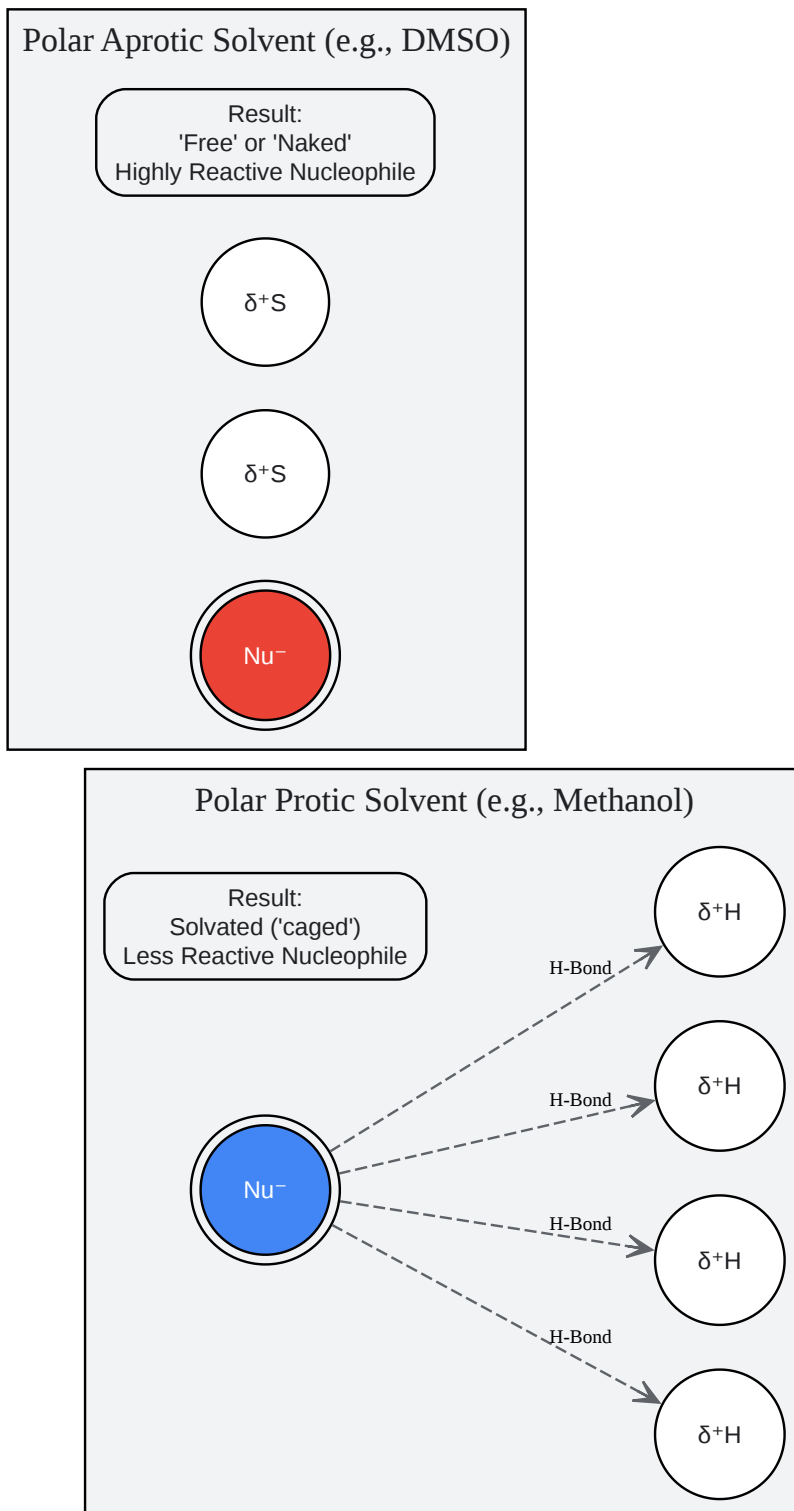 Polar Aprotic Solvent (e.g., DMSO)
Result:
'Free' or 'Naked'
Highly Reactive Nucleophile
δ⁺S
δ⁺S
Nu⁻
Polar Protic Solvent (e.g., Methanol)
Result:
Solvated ('caged')
Less Reactive Nucleophile
δ⁺H
H-Bond
δ⁺H
H-Bond
Nu⁻
H-Bond
δ⁺H
H-Bond
δ⁺H